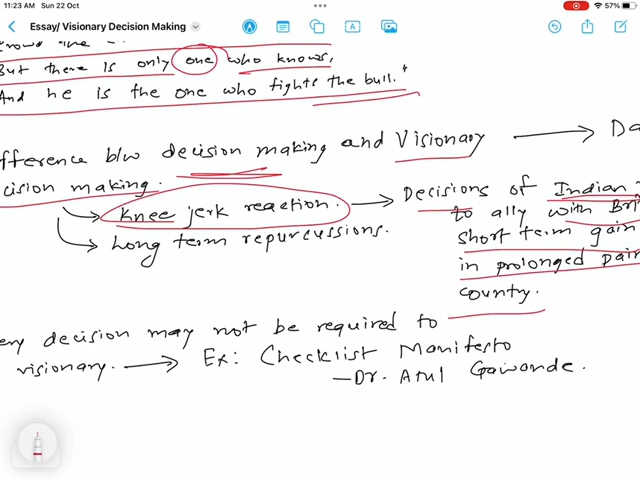 11:23 AM Sun 22 Oct
57%
Essay/ Visionary Decision Making
But there is only one who knows,
And he is the one who fights the bull."
fference b/w decision making and Visionary → Da
cision making.
→ knee jerk reaction. → Decisions of Indian
to ally with Bri
→ Long term repurcussions.
short term gain
in prolonged pain
country.
ery decision may not be required to
visionary. → Ex: Checklist Manifesto
- Dr. Atul Gawande.